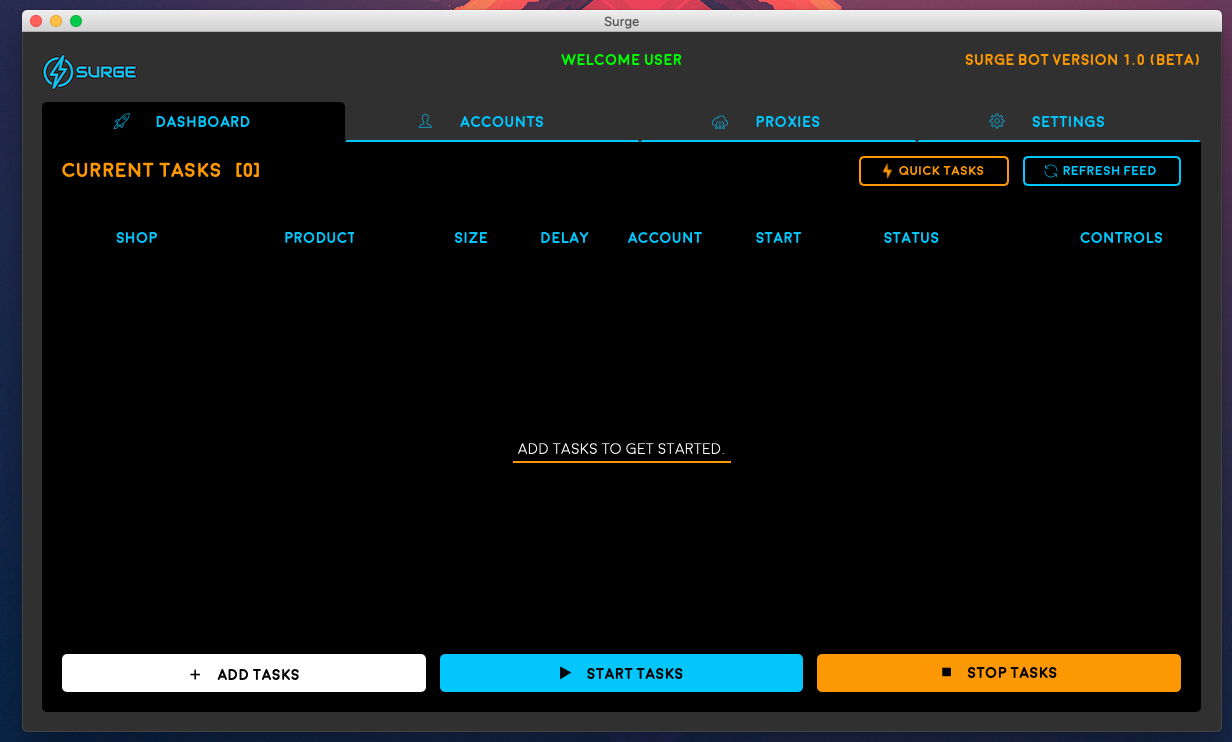 Surge
SURGE
WELCOME USER
SURGE BOT VERSION 1.0 (BETA)
DASHBOARD
ACCOUNTS
PROXIES
SETTINGS
CURRENT TASKS [0]
QUICK TASKS
REFRESH FEED
SHOP PRODUCT SIZE DELAY ACCOUNT START STATUS CONTROLS
ADD TASKS TO GET STARTED.
+ ADD TASKS
START TASKS
STOP TASKS